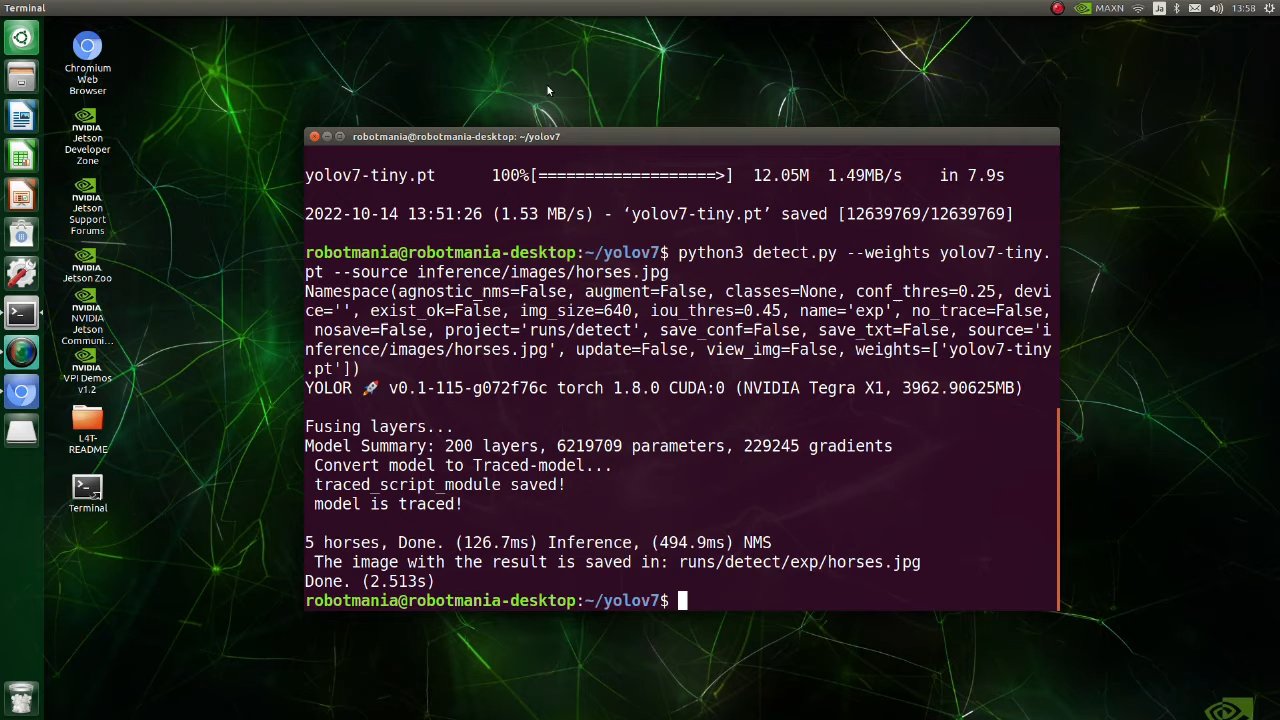 Terminal
MAXN
Ja
13:58
Chromium
Web
Browser
NVIDIA
Jetson
Developer
Zone
NVIDIA
Jetson
Support
Forums
NVIDIA
Jetson Zoo
NVIDIA
NVIDIA
Jetson
Communi...
NVIDIA
VPI Demos
v1.2
L4T-
README
Terminal
robotmania@robotmania-desktop: ~/yolov7
yolov7-tiny.pt      100%[===================>]  12.05M  1.49MB/s    in 7.9s
2022-10-14 13:51:26 (1.53 MB/s) - ‘yolov7-tiny.pt’ saved [12639769/12639769]
robotmania@robotmania-desktop:~/yolov7$ python3 detect.py --weights yolov7-tiny.
pt --source inference/images/horses.jpg
Namespace(agnostic_nms=False, augment=False, classes=None, conf_thres=0.25, devi
ce='', exist_ok=False, img_size=640, iou_thres=0.45, name='exp', no_trace=False,
nosave=False, project='runs/detect', save_conf=False, save_txt=False, source='i
nference/images/horses.jpg', update=False, view_img=False, weights=['yolov7-tiny
.pt'])
YOLOR 🚀 v0.1-115-g072f76c torch 1.8.0 CUDA:0 (NVIDIA Tegra X1, 3962.90625MB)
Fusing layers...
Model Summary: 200 layers, 6219709 parameters, 229245 gradients
Convert model to Traced-model...
traced_script_module saved!
model is traced!
5 horses, Done. (126.7ms) Inference, (494.9ms) NMS
The image with the result is saved in: runs/detect/exp/horses.jpg
Done. (2.513s)
robotmania@robotmania-desktop:~/yolov7$